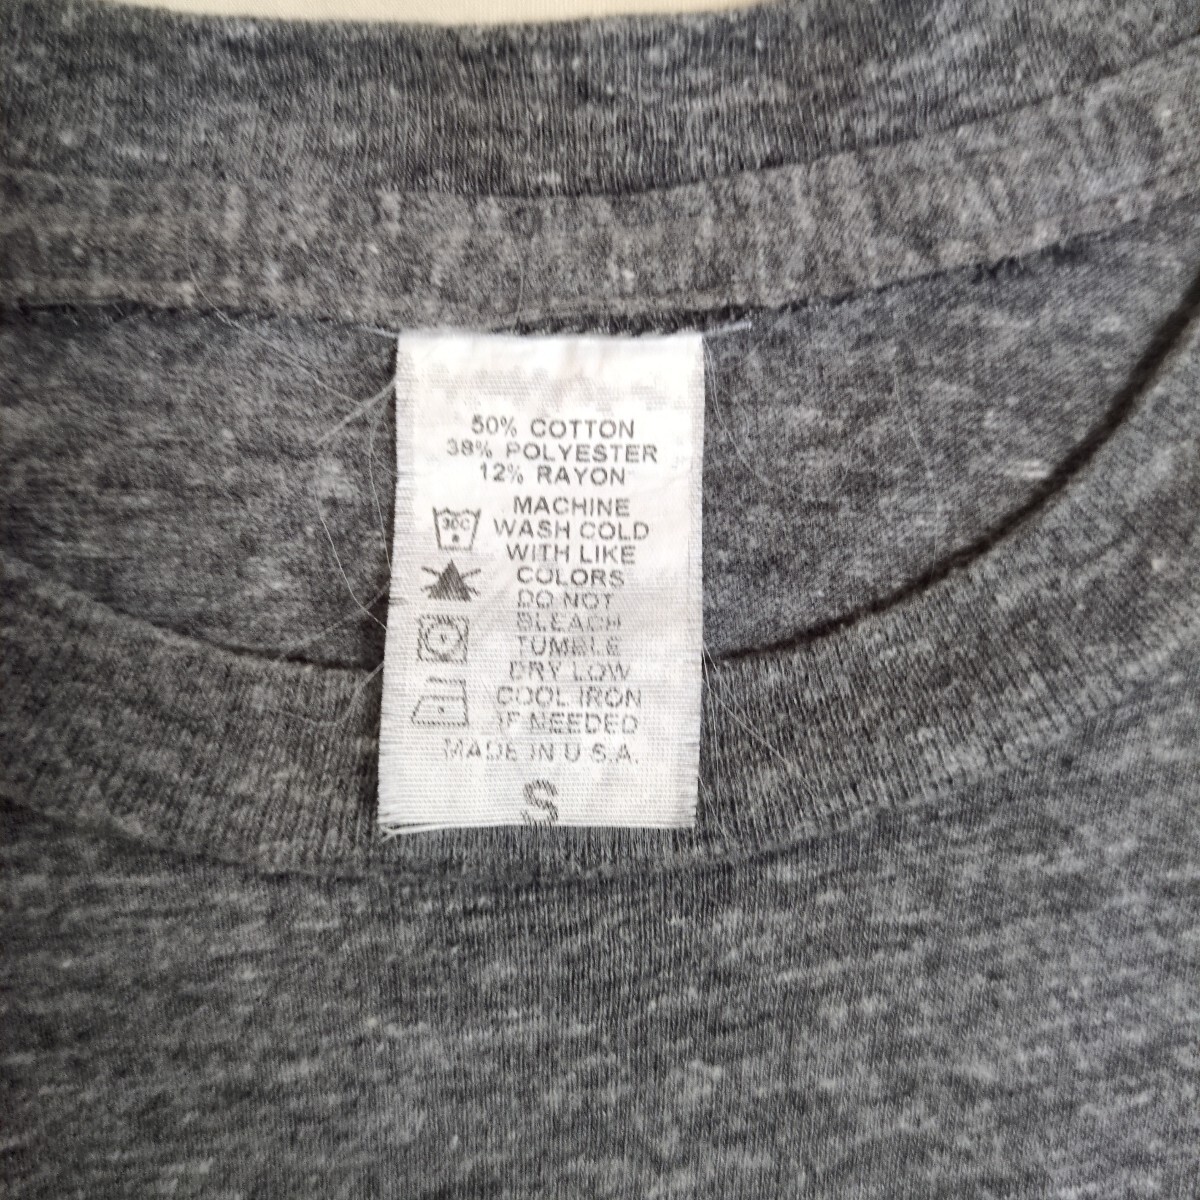 50% COTTON
38% POLYESTER
12% RAYON
MACHINE
30C WASH COLD
WITH LIKE
COLORS
DO NOT
BLEACH
TUMBLE
DRY LOW
COOL IRON
IF NEEDED
MADE IN U.S.A.
S